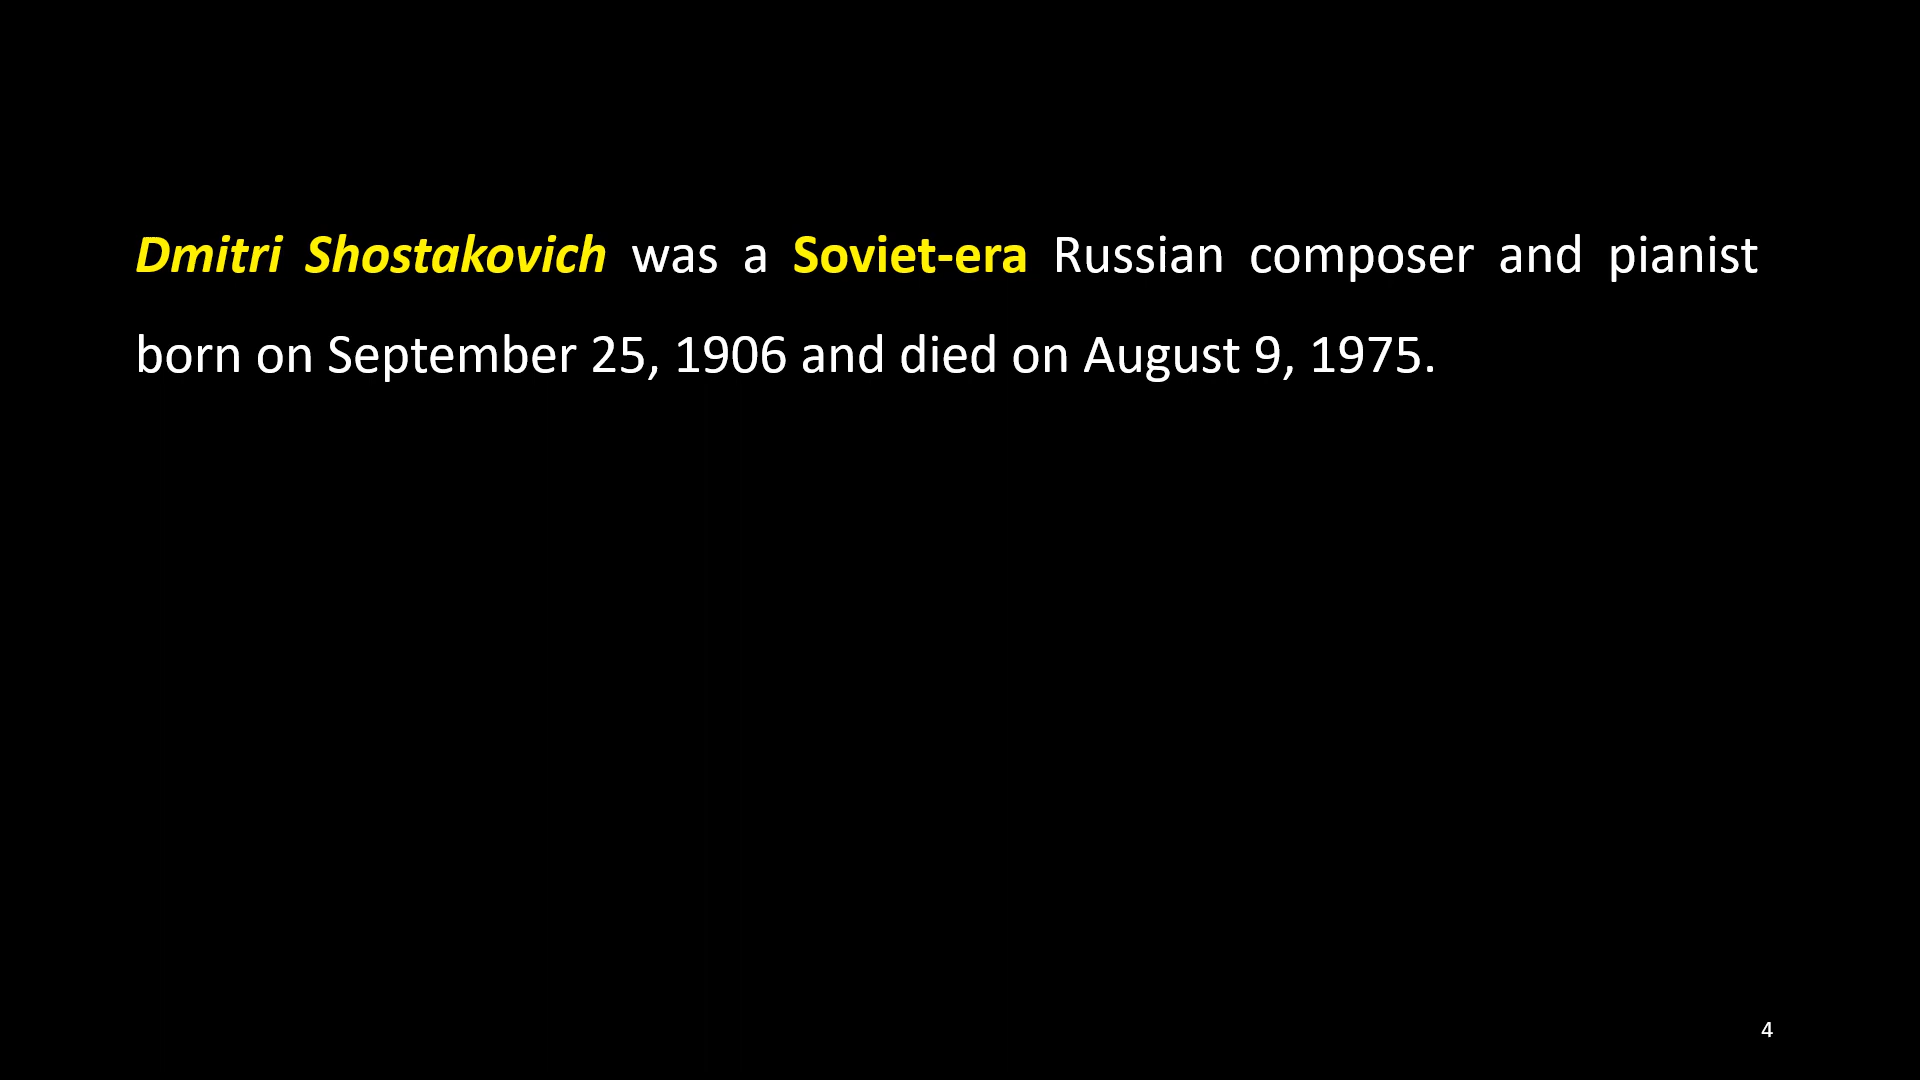 Dmitri Shostakovich was a Soviet-era Russian composer and pianist
born on September 25, 1906 and died on August 9, 1975.
4